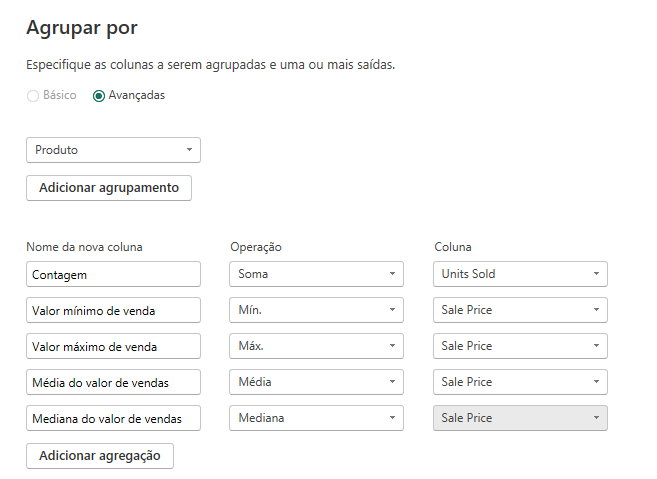 Agrupar por
Especifique as colunas a serem agrupadas e uma ou mais saídas.
Básico Avançadas
Produto
Adicionar agrupamento
Nome da nova coluna Operação Coluna
Contagem Soma Units Sold
Valor mínimo de venda Mín. Sale Price
Valor máximo de venda Máx. Sale Price
Média do valor de vendas Média Sale Price
Mediana do valor de vendas Mediana Sale Price
Adicionar agregação